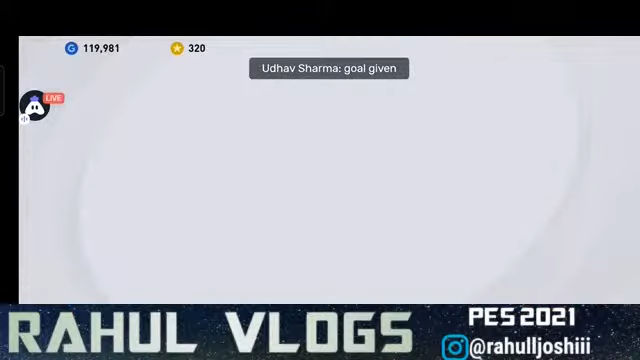 G 119,981 320
Udhav Sharma: goal given
LIVE
RAHUL VLOGS
PES 2021
@rahulljoshiii